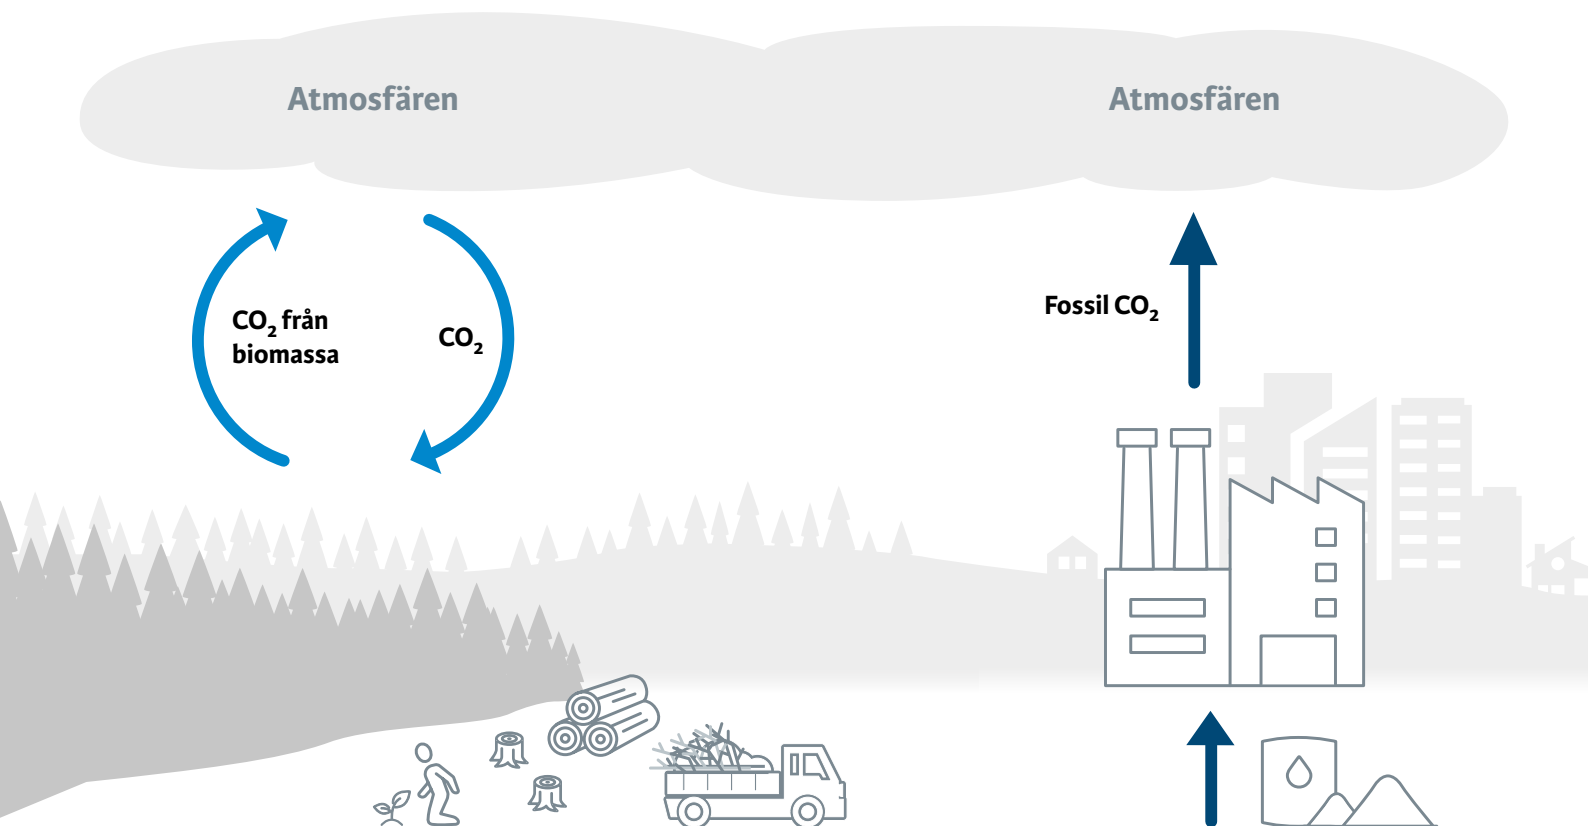 Atmosfären
Atmosfären
CO₂ från
biomassa
CO₂
Fossil CO₂